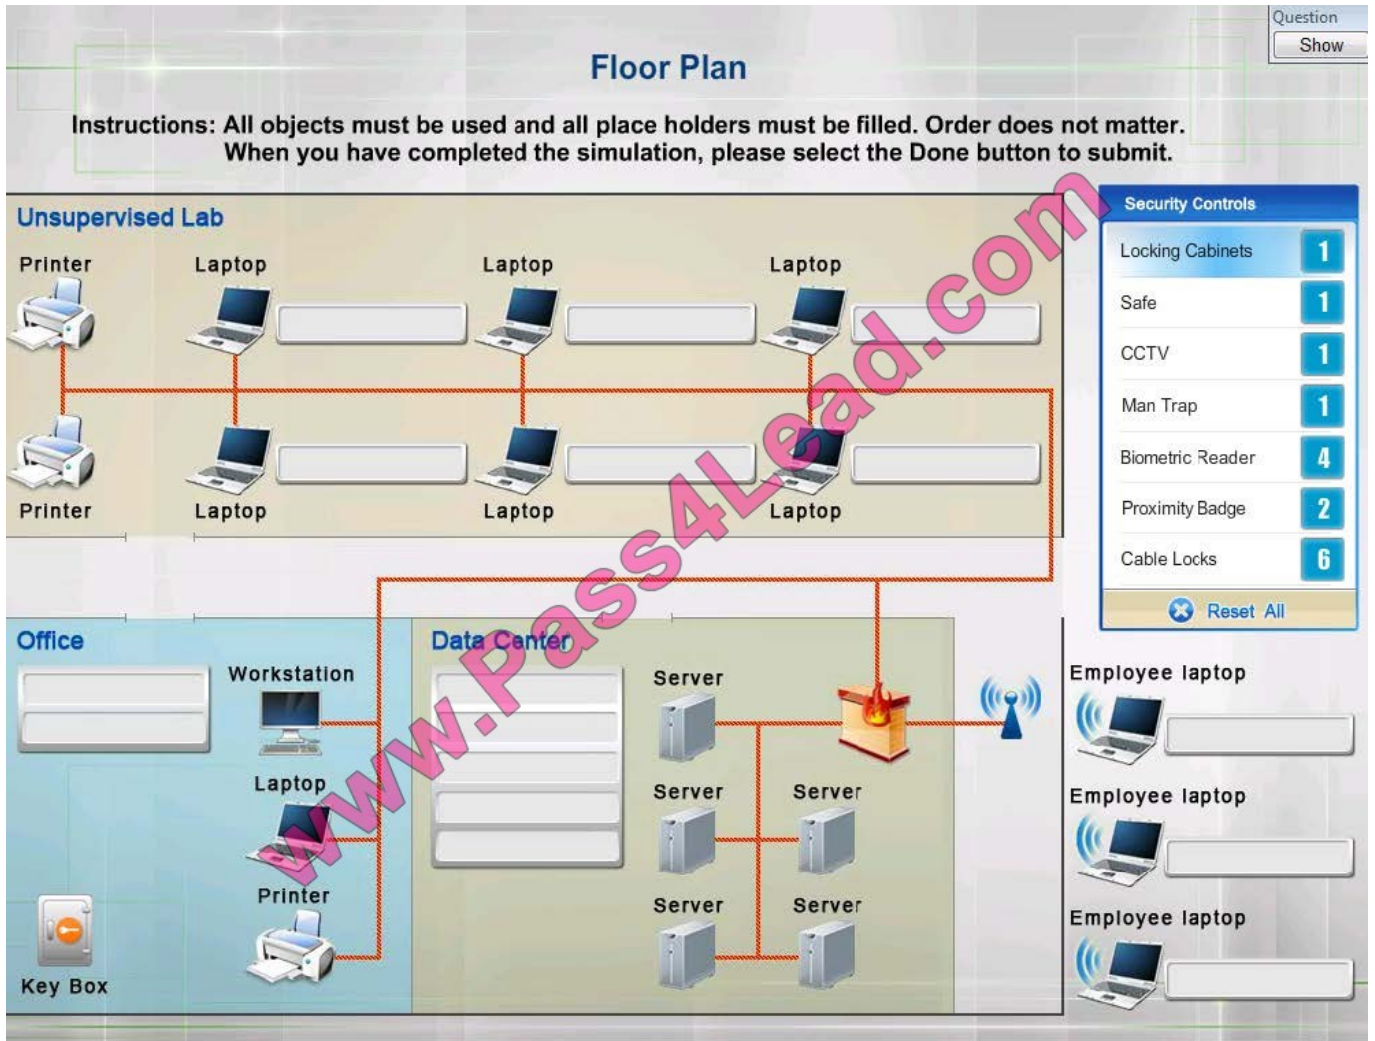 Question
Show
Floor Plan
Instructions: All objects must be used and all place holders must be filled. Order does not matter.
When you have completed the simulation, please select the Done button to submit.
Unsupervised Lab
Printer
Laptop
Laptop
Laptop
Printer
Laptop
Laptop
Laptop
Security Controls
Locking Cabinets 1
Safe 1
CCTV 1
Man Trap 1
Biometric Reader 4
Proximity Badge 2
Cable Locks 6
Reset All
Office
Workstation
Laptop
Printer
Key Box
Data Center
Server
Server
Server
Server
Server
Employee laptop
Employee laptop
Employee laptop
www.Pass4Lead.com